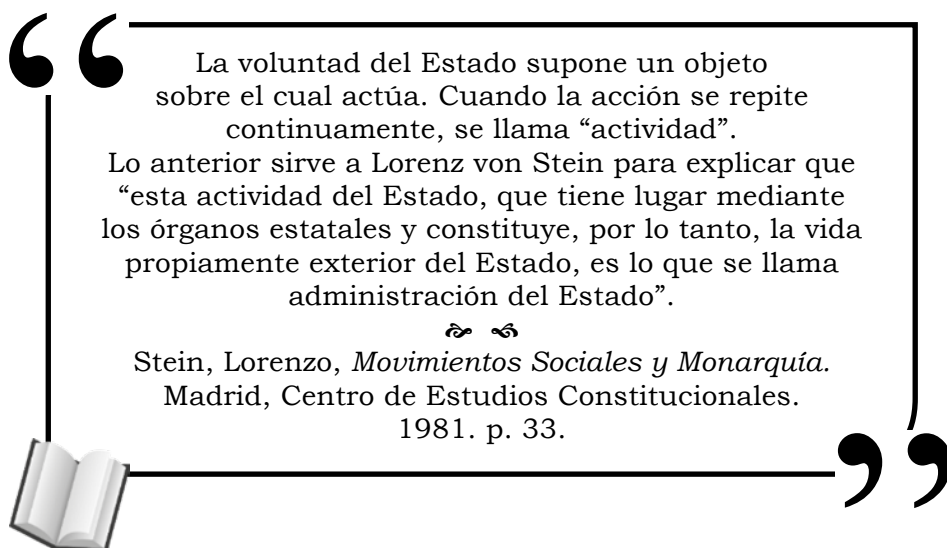 La voluntad del Estado supone un objeto
sobre el cual actúa. Cuando la acción se repite
continuamente, se llama “actividad”.
Lo anterior sirve a Lorenz von Stein para explicar que
“esta actividad del Estado, que tiene lugar mediante
los órganos estatales y constituye, por lo tanto, la vida
propiamente exterior del Estado, es lo que se llama
administración del Estado”.
Stein, Lorenzo, Movimientos Sociales y Monarquía.
Madrid, Centro de Estudios Constitucionales.
1981. p. 33.